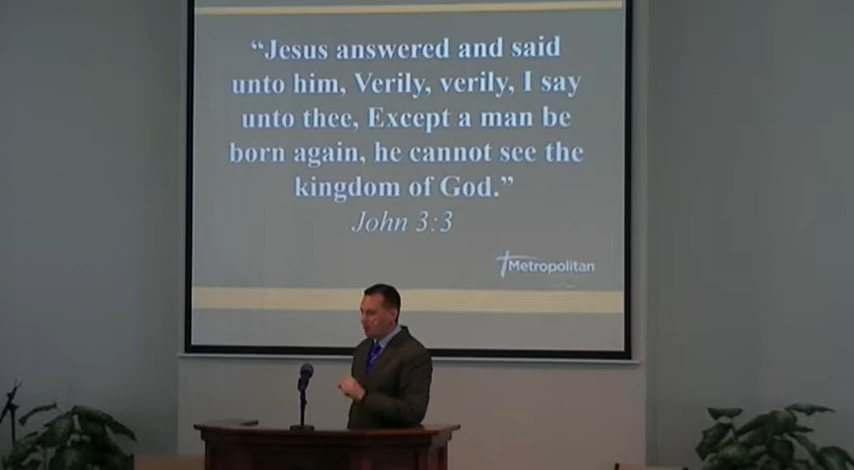 “Jesus answered and said
unto him, Verily, verily, I say
unto thee, Except a man be
born again, he cannot see the
kingdom of God.”
John 3:3
Metropolitan